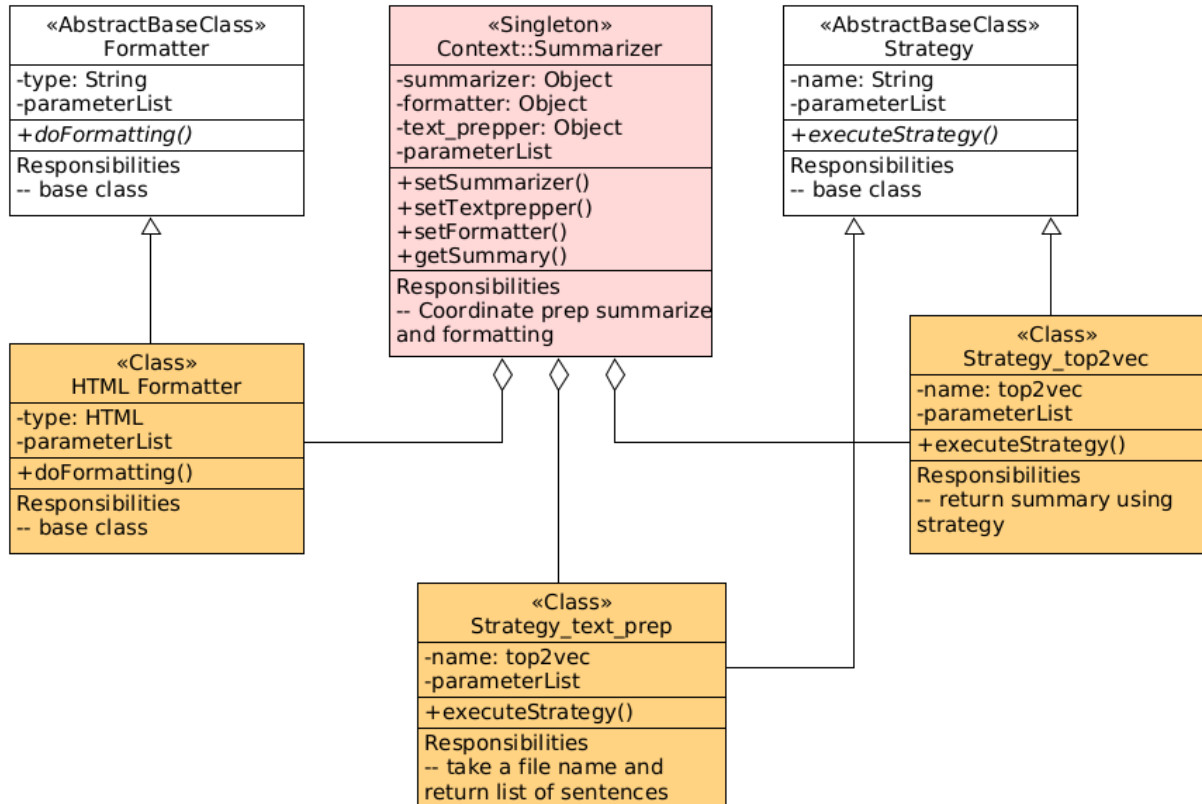 «AbstractBaseClass»
Formatter
-type: String
-parameterList
+doFormatting()
Responsibilities
-- base class
«Singleton»
Context::Summarizer
-summarizer: Object
-formatter: Object
-text_prepper: Object
-parameterList
+setSummarizer()
+setTextprepper()
+setFormatter()
+getSummary()
Responsibilities
-- Coordinate prep summarize
and formatting
«AbstractBaseClass»
Strategy
-name: String
-parameterList
+executeStrategy()
Responsibilities
-- base class
«Class»
HTML Formatter
-type: HTML
-parameterList
+doFormatting()
Responsibilities
-- base class
«Class»
Strategy_top2vec
-name: top2vec
-parameterList
+executeStrategy()
Responsibilities
-- return summary using
strategy
«Class»
Strategy_text_prep
-name: top2vec
-parameterList
+executeStrategy()
Responsibilities
-- take a file name and
return list of sentences